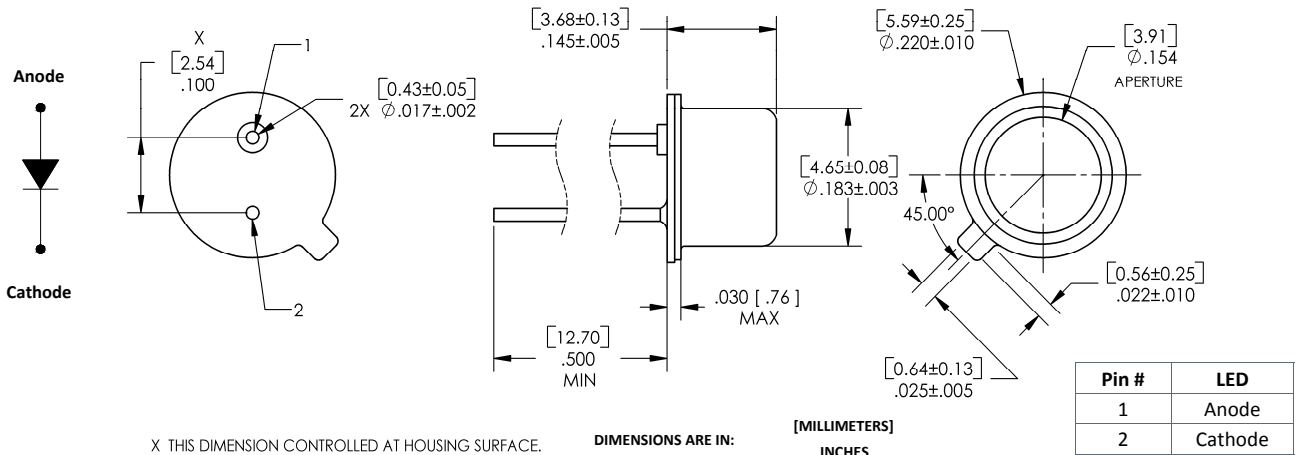 Anode
Cathode
X
[2.54]
.100
1
[0.43±0.05]
2X Ø.017±.002
2
[3.68±0.13]
.145±.005
[4.65±0.08]
Ø.183±.003
.030 [ .76 ]
MAX
[12.70]
.500
MIN
[5.59±0.25]
Ø.220±.010
[3.91]
Ø.154
APERTURE
45.00°
[0.56±0.25]
.022±.010
[0.64±0.13]
.025±.005
Pin # LED
1 Anode
2 Cathode
X THIS DIMENSION CONTROLLED AT HOUSING SURFACE.
DIMENSIONS ARE IN:
[MILLIMETERS]
INCHES